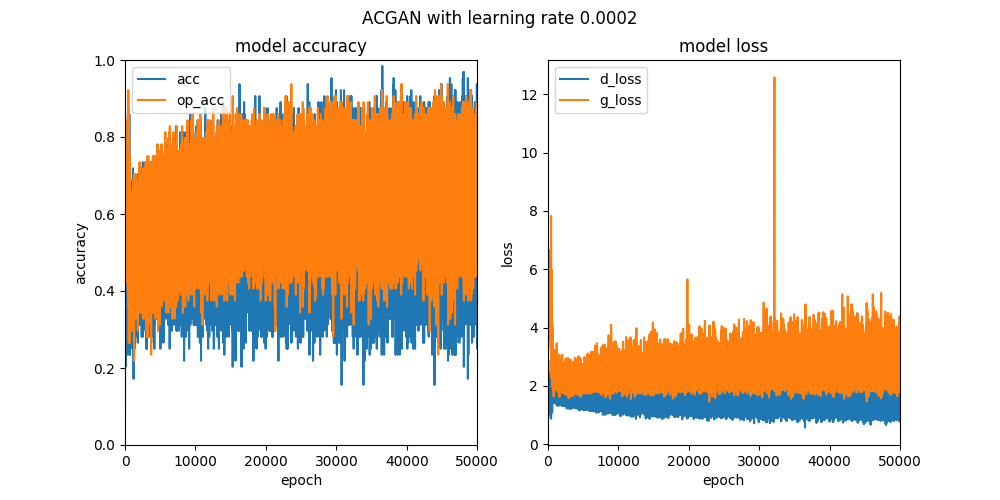 ACGAN with learning rate 0.0002
model accuracy
acc
op_acc
1.0
0.8
0.6
0.4
0.2
0.0
accuracy
0 10000 20000 30000 40000 50000
epoch
model loss
d_loss
g_loss
12
10
8
6
4
2
0
loss
0 10000 20000 30000 40000 50000
epoch